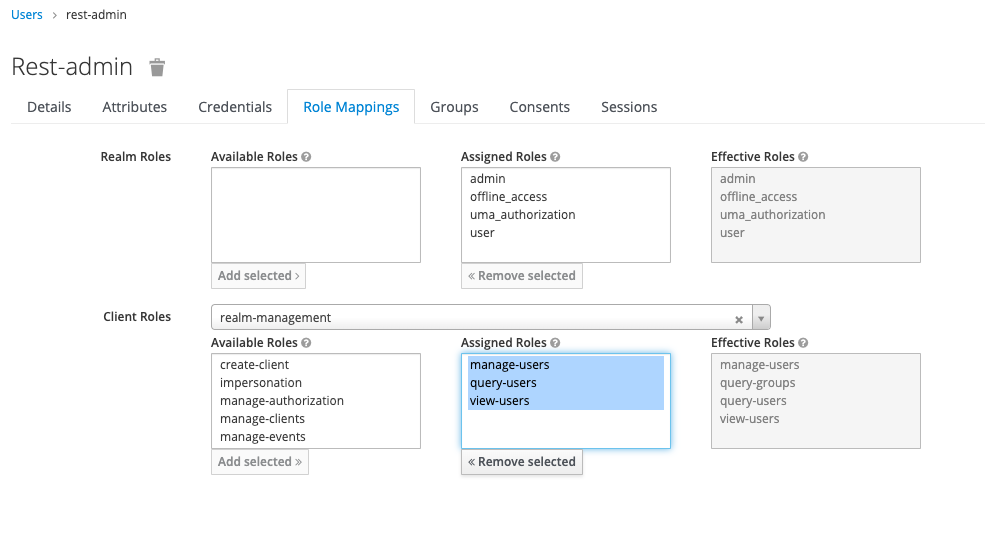 Users › rest-admin
Rest-admin
Details Attributes Credentials Role Mappings Groups Consents Sessions
Realm Roles Available Roles ? Assigned Roles ? Effective Roles ?
admin admin
offline_access offline_access
uma_authorization uma_authorization
user user
Add selected › « Remove selected
Client Roles realm-management × ▾
Available Roles ? Assigned Roles ? Effective Roles ?
create-client manage-users manage-users
impersonation query-users query-groups
manage-authorization view-users query-users
manage-clients view-users
manage-events
Add selected » « Remove selected